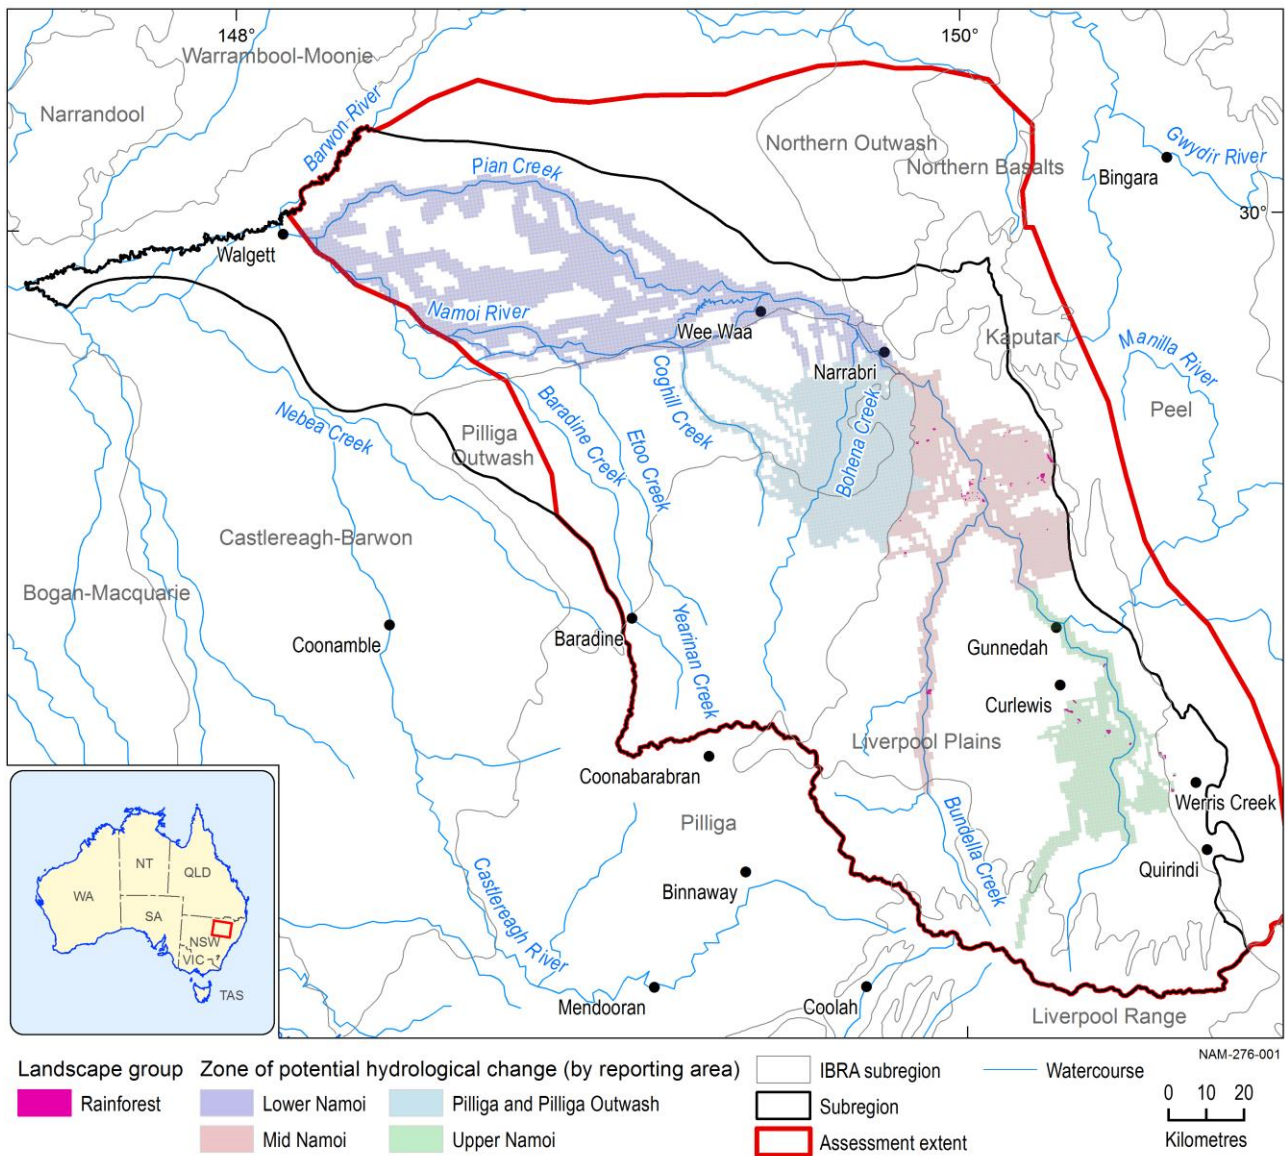 148°
150°
Warrambool-Moonie
Narrandool
Barwon-River
Northern Outwash
Northern Basalts
Gwydir River
Bingara
Pian Creek
30°
Walgett
Namoi River
Wee Waa
Kaputar
Manilla River
Narrabri
Coghill Creek
Peel
Nebea Creek
Baradine Creek
Etoo Creek
Bohena Creek
Pilliga
Outwash
Castlereagh-Barwon
Bogan-Macquarie
Coonamble
Baradine
Yearinan Creek
Gunnedah
Curlewis
Liverpool Plains
Coonabarabran
Werris Creek
Pilliga
Bundella Creek
Quirindi
Binnaway
Castlereagh River
Mendooran
Coolah
Liverpool Range
NT
QLD
WA
SA
NSW
VIC
TAS
NAM-276-001
Landscape group
Rainforest
Zone of potential hydrological change (by reporting area)
Lower Namoi
Pilliga and Pilliga Outwash
Mid Namoi
Upper Namoi
IBRA subregion
Watercourse
Subregion
Assessment extent
0 10 20
Kilometres